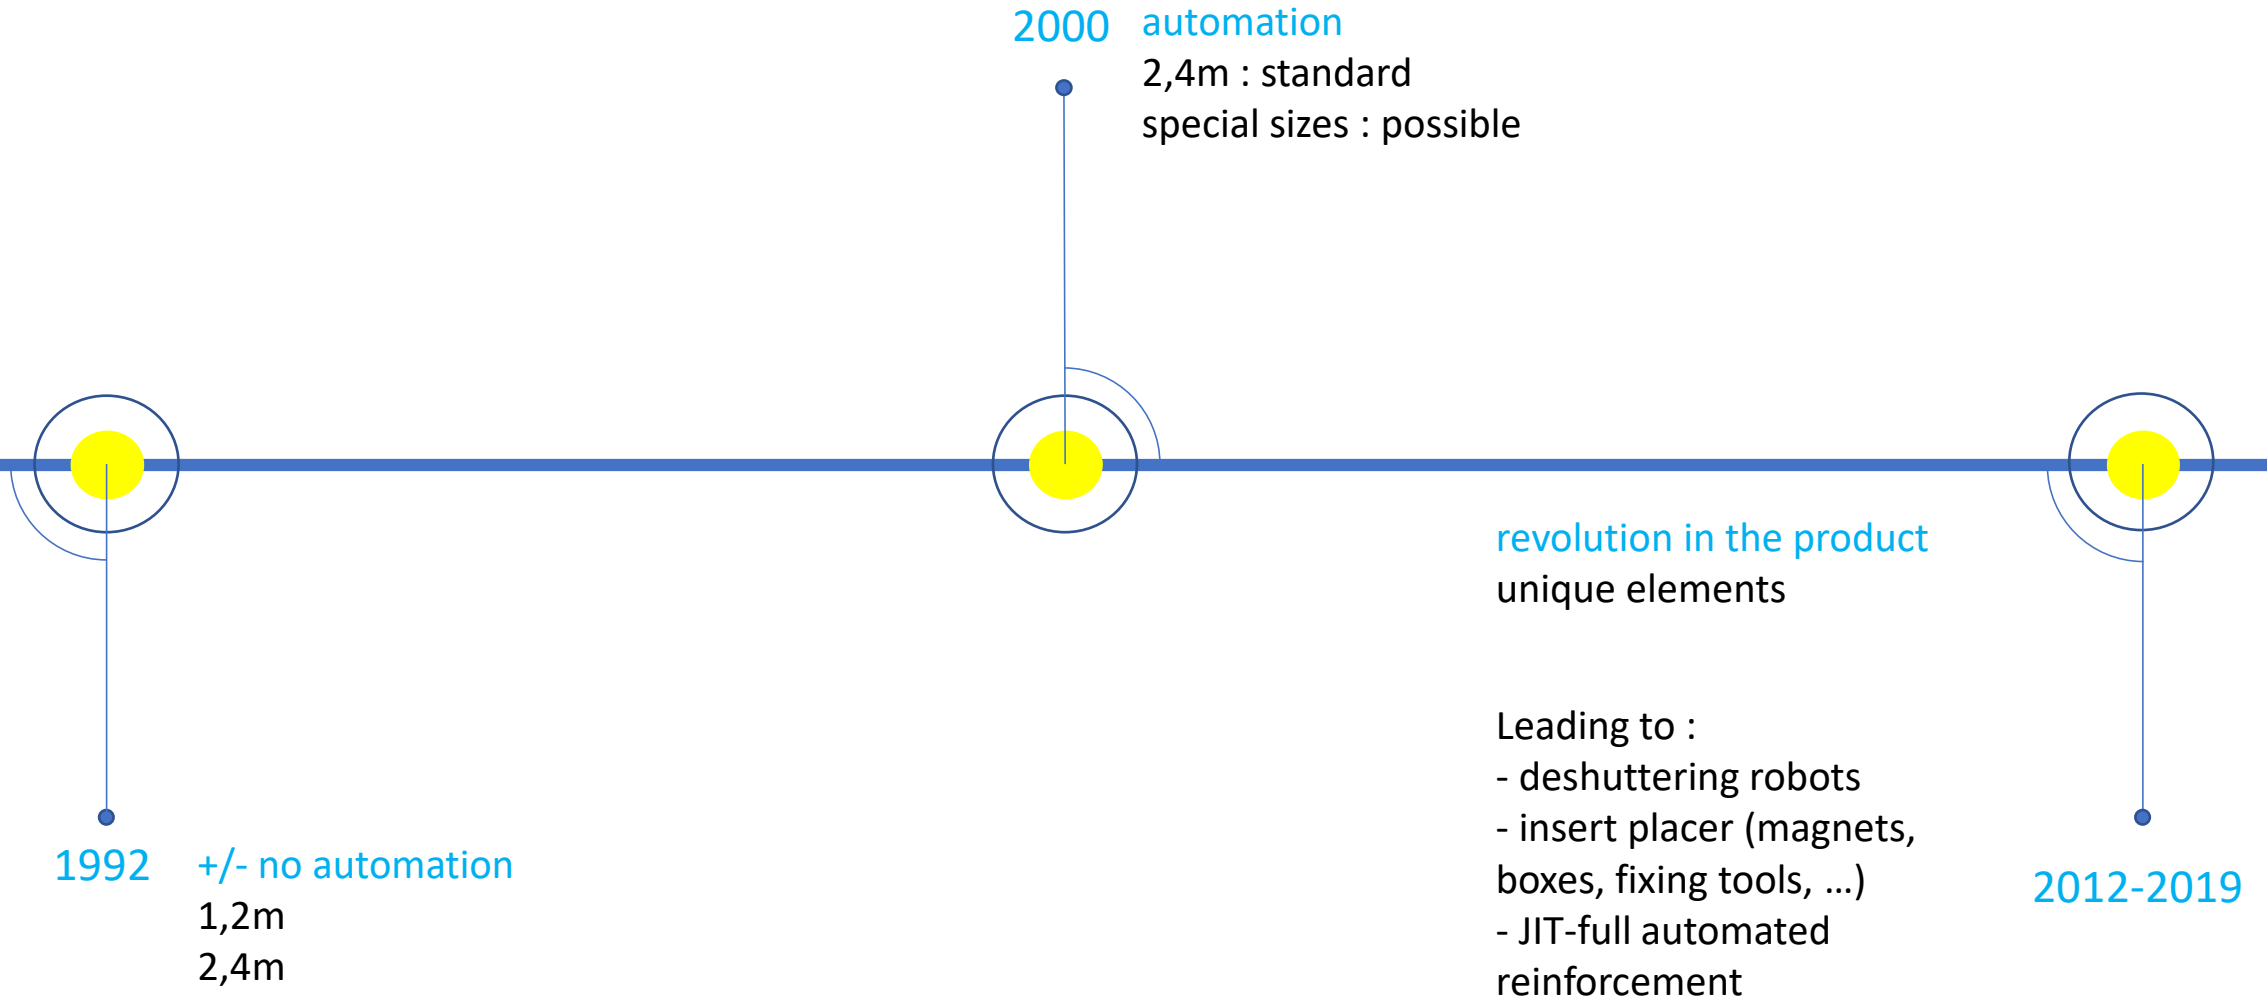 2000
automation
2,4m : standard
special sizes : possible
revolution in the product
unique elements
Leading to :
- deshuttering robots
- insert placer (magnets,
boxes, fixing tools, ...)
- JIT-full automated
reinforcement
1992
+/- no automation
1,2m
2,4m
2012-2019